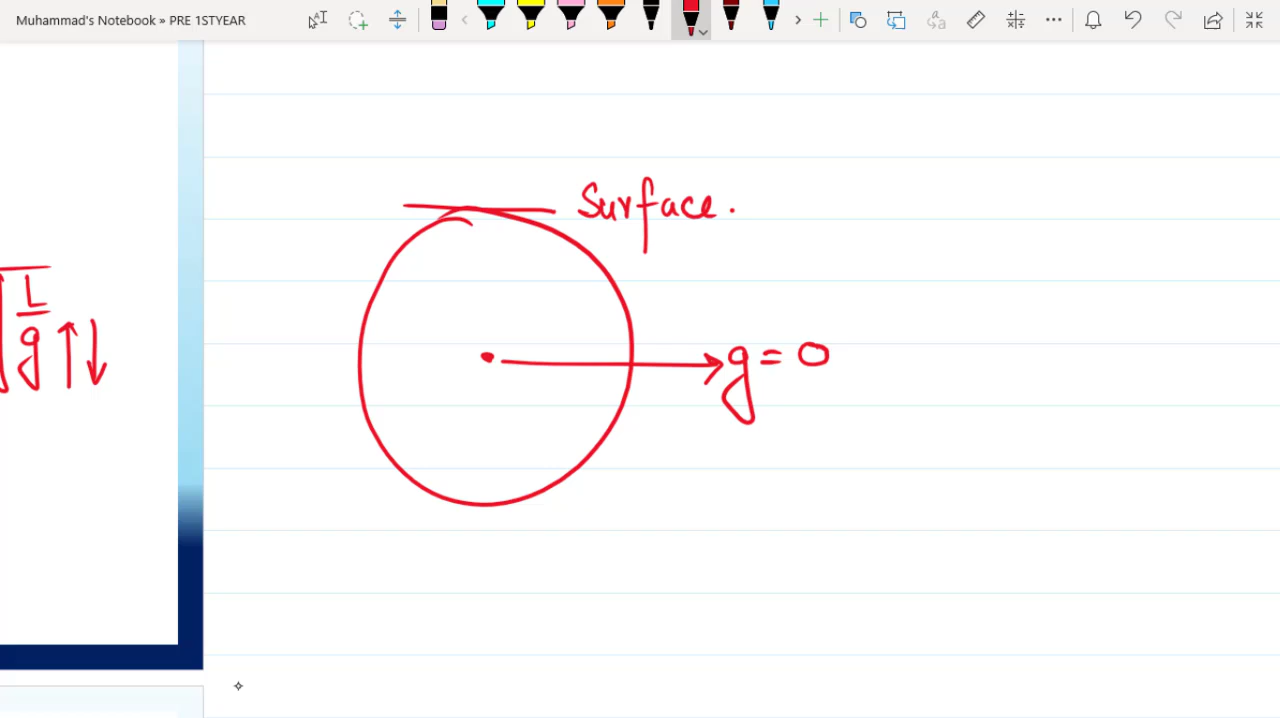 Muhammad's Notebook » PRE 1STYEAR
Surface.
L
g ↑↓
g = 0